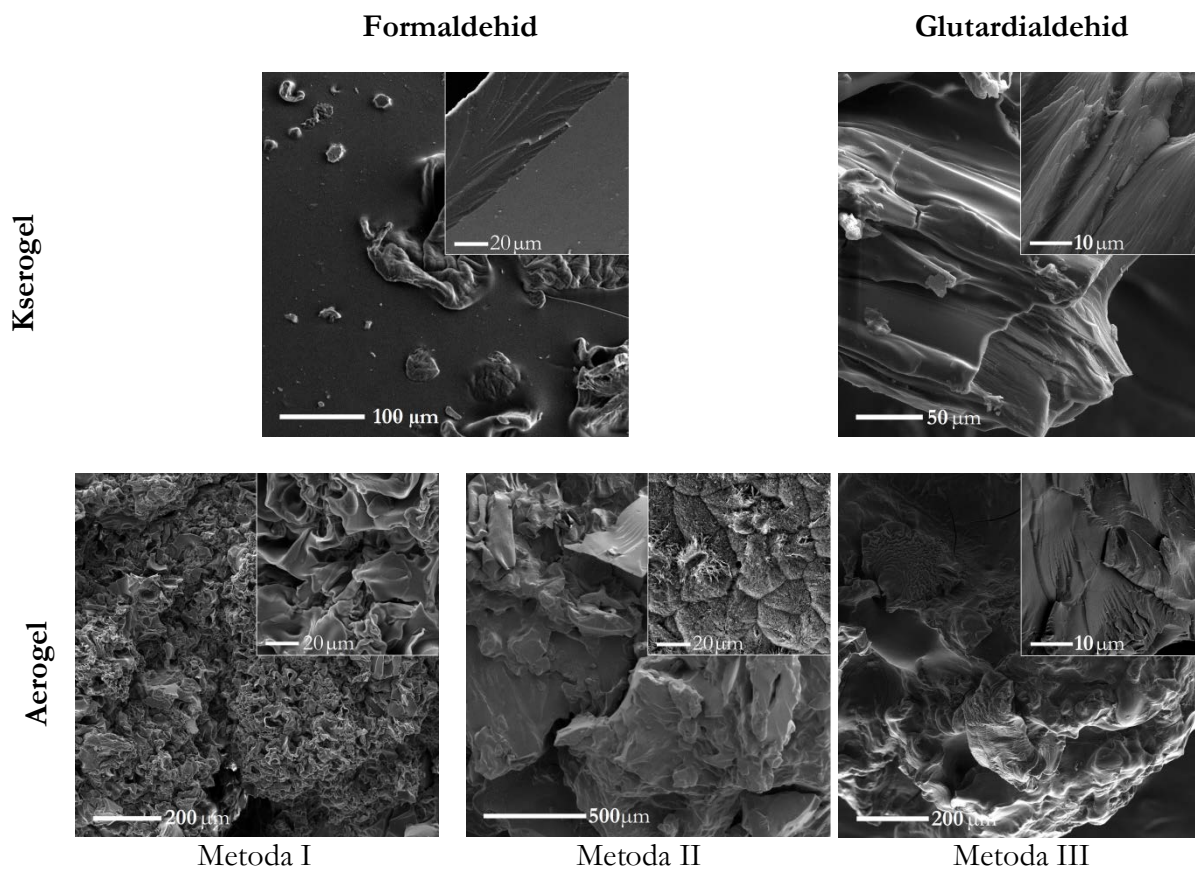 Formaldehid
Glutardialdehid
Kserogel
20 µm
100 µm
10 µm
50 µm
Aerogel
20 µm
200 µm
20 µm
500µm
10 µm
200 µm
Metoda I
Metoda II
Metoda III